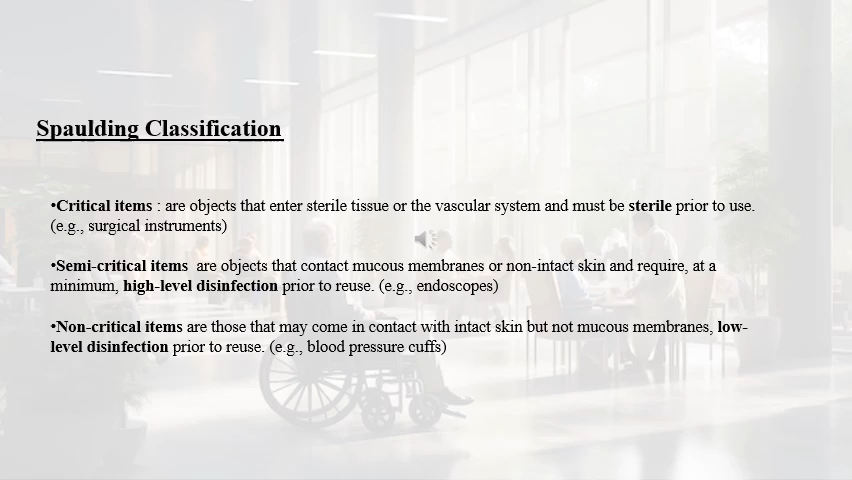 Spaulding Classification
•Critical items : are objects that enter sterile tissue or the vascular system and must be sterile prior to use.
(e.g., surgical instruments)
•Semi-critical items  are objects that contact mucous membranes or non-intact skin and require, at a
minimum, high-level disinfection prior to reuse. (e.g., endoscopes)
•Non-critical items are those that may come in contact with intact skin but not mucous membranes, low-
level disinfection prior to reuse. (e.g., blood pressure cuffs)